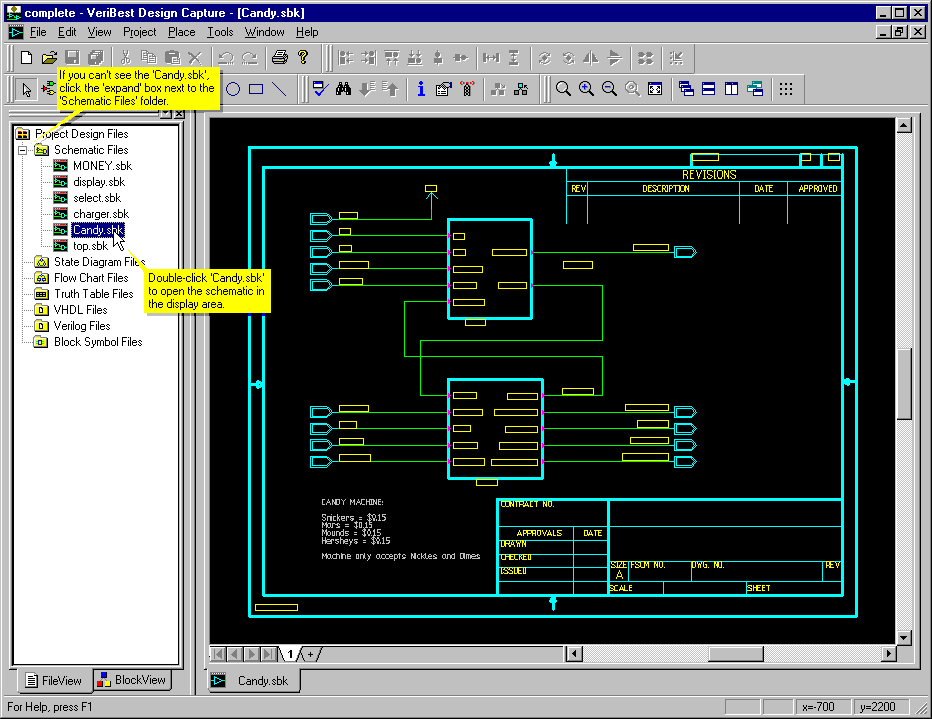 complete - VeriBest Design Capture - [Candy.sbk]
File Edit View Project Place Tools Window Help
If you can't see the 'Candy.sbk',
click the 'expand' box next to the
'Schematic Files' folder.
Project Design Files
Schematic Files
MONEY.sbk
display.sbk
select.sbk
charger.sbk
Candy.sbk
top.sbk
State Diagram Files
Flow Chart Files
Truth Table Files
VHDL Files
Verilog Files
Block Symbol Files
Double-click 'Candy.sbk'
to open the schematic in
the display area.
REVISIONS
REV DESCRIPTION DATE APPROVED
CANDY MACHINE:
Snickers = $0.15
Mars = $0.15
Mounds = $0.15
Hersheys = $0.15
Machine only accepts Nickles and Dimes
CONTRACT NO.
APPROVALS DATE
DRAWN
CHECKED
ISSUED
SIZE FSCM NO. DWG. NO. REV
A
SCALE SHEET
1 +
FileView BlockView
Candy.sbk
For Help, press F1
x=-700 y=2200